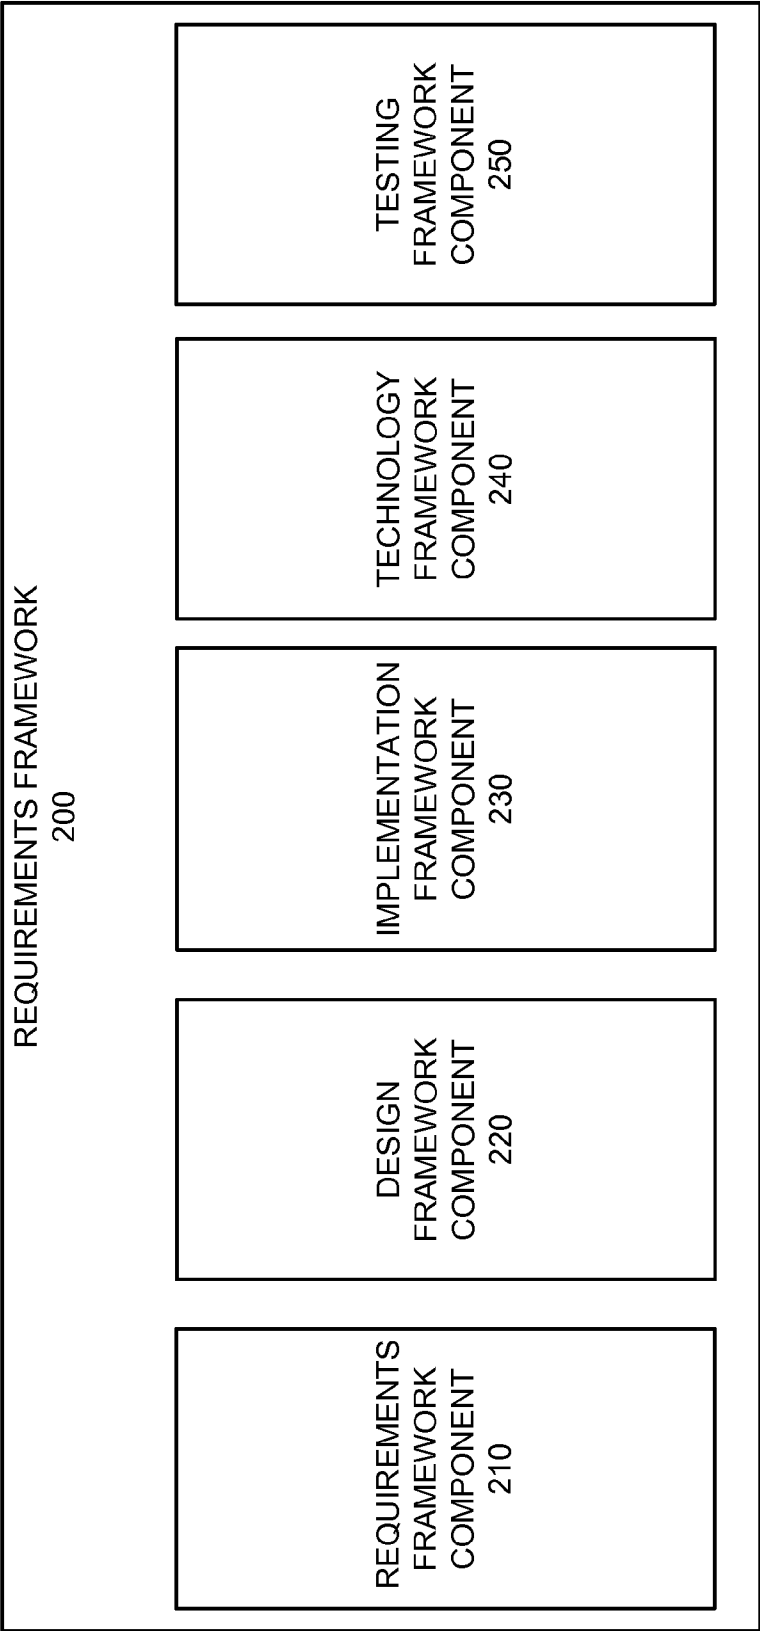 REQUIREMENTS FRAMEWORK
200
REQUIREMENTS
FRAMEWORK
COMPONENT
210
DESIGN
FRAMEWORK
COMPONENT
220
IMPLEMENTATION
FRAMEWORK
COMPONENT
230
TECHNOLOGY
FRAMEWORK
COMPONENT
240
TESTING
FRAMEWORK
COMPONENT
250